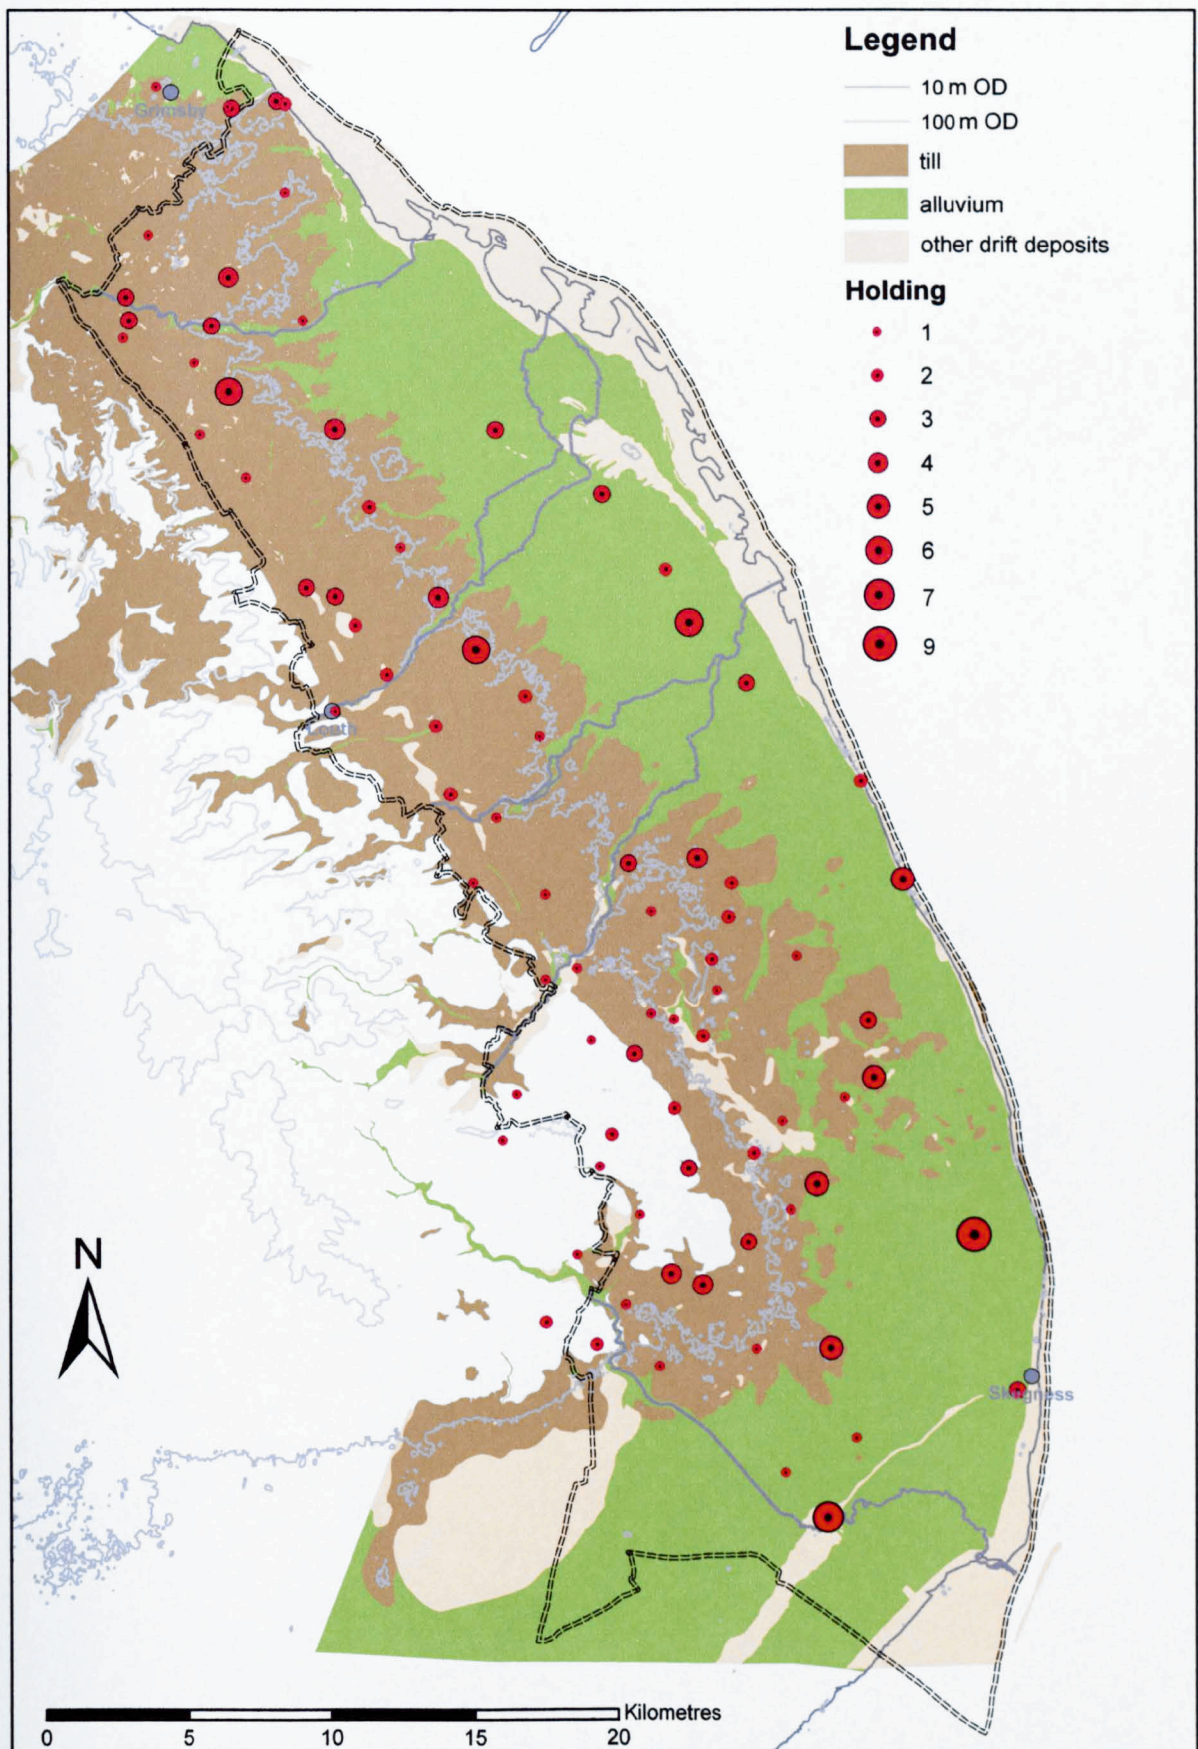 Legend
10 m OD
100 m OD
till
alluvium
other drift deposits
Holding
1
2
3
4
5
6
7
9
Grimsby
Louth
N
Skegness
Kilometres
0 5 10 15 20